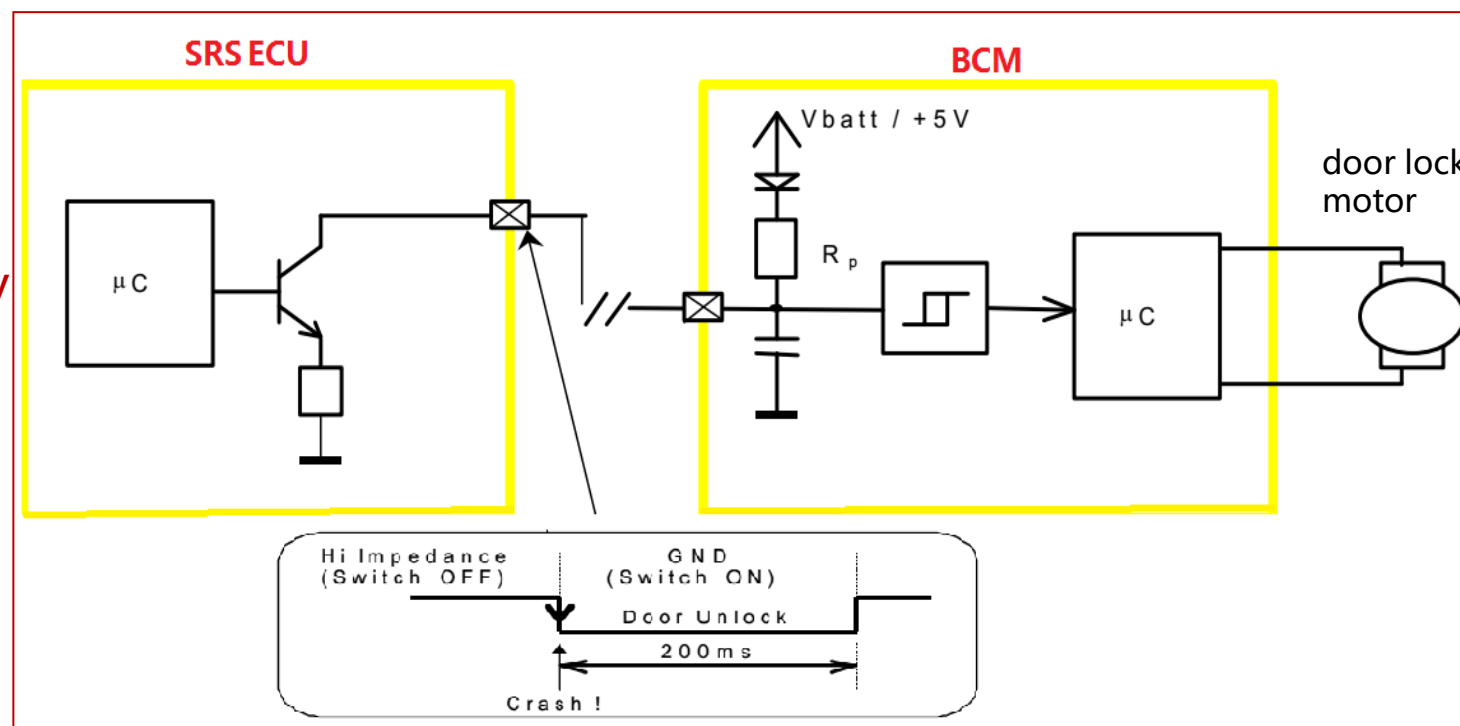 SRS ECU
BCM
Vbatt / +5V
door lock
motor
μC
R p
μC
Hi Impedance
(Switch OFF)
GND
(Switch ON)
Door Unlock
200ms
Crash !